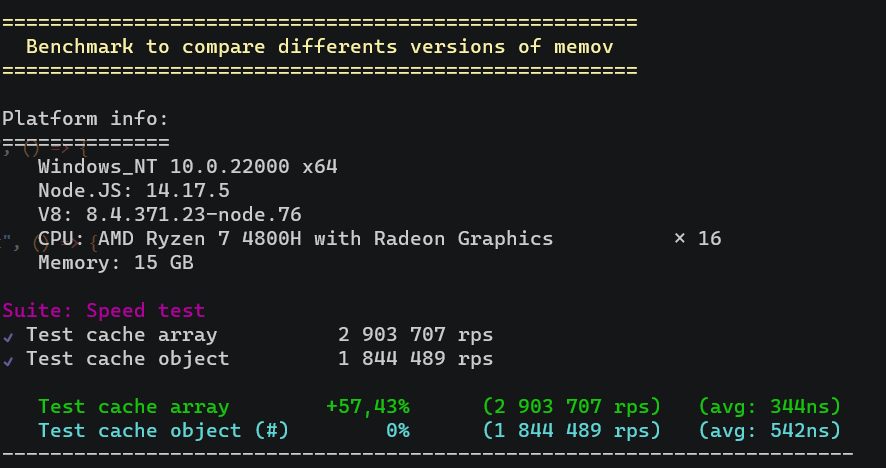 =====================================================
Benchmark to compare differents versions of memov
=====================================================
Platform info:
==============
, () => {
Windows_NT 10.0.22000 x64
Node.JS: 14.17.5
V8: 8.4.371.23-node.76
", () => {
CPU: AMD Ryzen 7 4800H with Radeon Graphics × 16
Memory: 15 GB
Suite: Speed test
✓ Test cache array 2 903 707 rps
✓ Test cache object 1 844 489 rps
Test cache array +57,43% (2 903 707 rps) (avg: 344ns)
Test cache object (#) 0% (1 844 489 rps) (avg: 542ns)
-----------------------------------------------------------------------